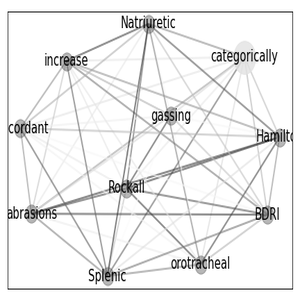 Natriuretic
increase
categorically
gassing
cordant
Hamilto
Rockall
abrasions
BDRI
orotracheal
Splenic